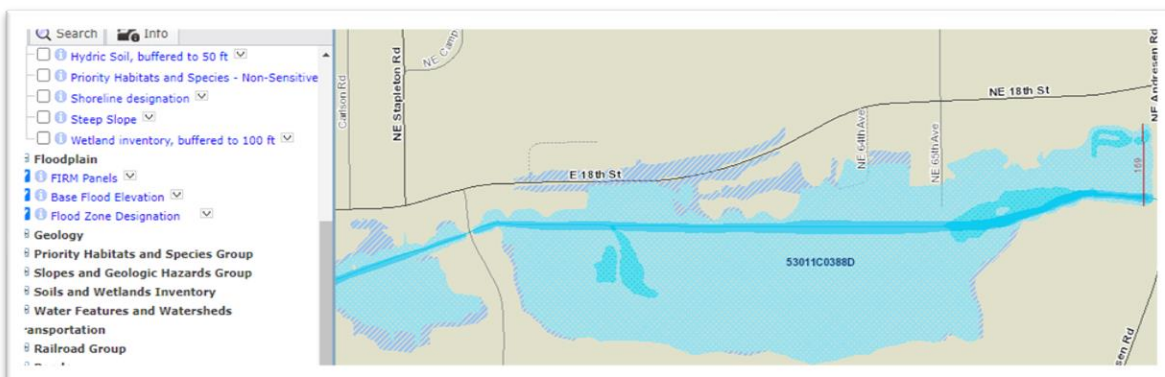 Search Info
Hydric Soil, buffered to 50 ft
Priority Habitats and Species - Non-Sensitive
Shoreline designation
Steep Slope
Wetland inventory, buffered to 100 ft
Floodplain
FIRM Panels
Base Flood Elevation
Flood Zone Designation
Geology
Priority Habitats and Species Group
Slopes and Geologic Hazards Group
Soils and Wetlands Inventory
Water Features and Watersheds
ransportation
Railroad Group
Carlson Rd
NE Stapleton Rd
NE Camp
E 18th St
NE 64th Ave
NE 65th Ave
NE 18th St
NE Andresen Rd
169
53011C0388D
sen Rd